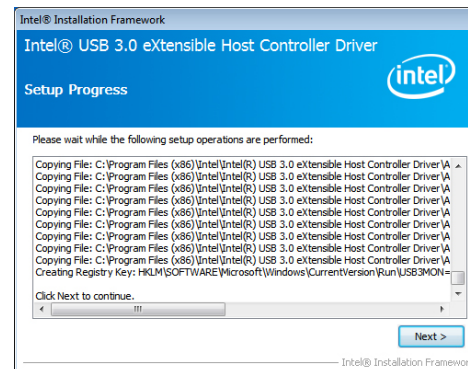 Intel® Installation Framework
Intel® USB 3.0 eXtensible Host Controller Driver
(intel)
Setup Progress
Please wait while the following setup operations are performed:
Copying File: C:\Program Files (x86)\Intel\Intel(R) USB 3.0 eXtensible Host Controller Driver\A
Copying File: C:\Program Files (x86)\Intel\Intel(R) USB 3.0 eXtensible Host Controller Driver\A
Copying File: C:\Program Files (x86)\Intel\Intel(R) USB 3.0 eXtensible Host Controller Driver\A
Copying File: C:\Program Files (x86)\Intel\Intel(R) USB 3.0 eXtensible Host Controller Driver\A
Copying File: C:\Program Files (x86)\Intel\Intel(R) USB 3.0 eXtensible Host Controller Driver\A
Copying File: C:\Program Files (x86)\Intel\Intel(R) USB 3.0 eXtensible Host Controller Driver\A
Copying File: C:\Program Files (x86)\Intel\Intel(R) USB 3.0 eXtensible Host Controller Driver\A
Copying File: C:\Program Files (x86)\Intel\Intel(R) USB 3.0 eXtensible Host Controller Driver\A
Copying File: C:\Program Files (x86)\Intel\Intel(R) USB 3.0 eXtensible Host Controller Driver\A
Creating Registry Key: HKLM\SOFTWARE\Microsoft\Windows\CurrentVersion\Run\USB3MON=
Click Next to continue.
Next >
Intel® Installation Framewor